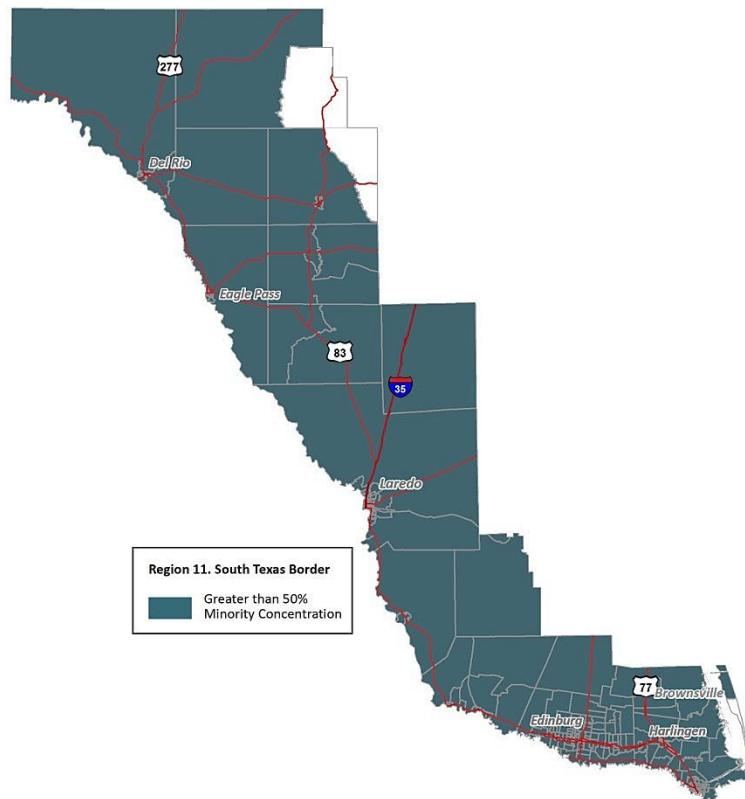 277
Del Rio
Eagle Pass
83
35
Laredo
Region 11. South Texas Border
Greater than 50%
Minority Concentration
77
Brownsville
Edinburg
Harlingen